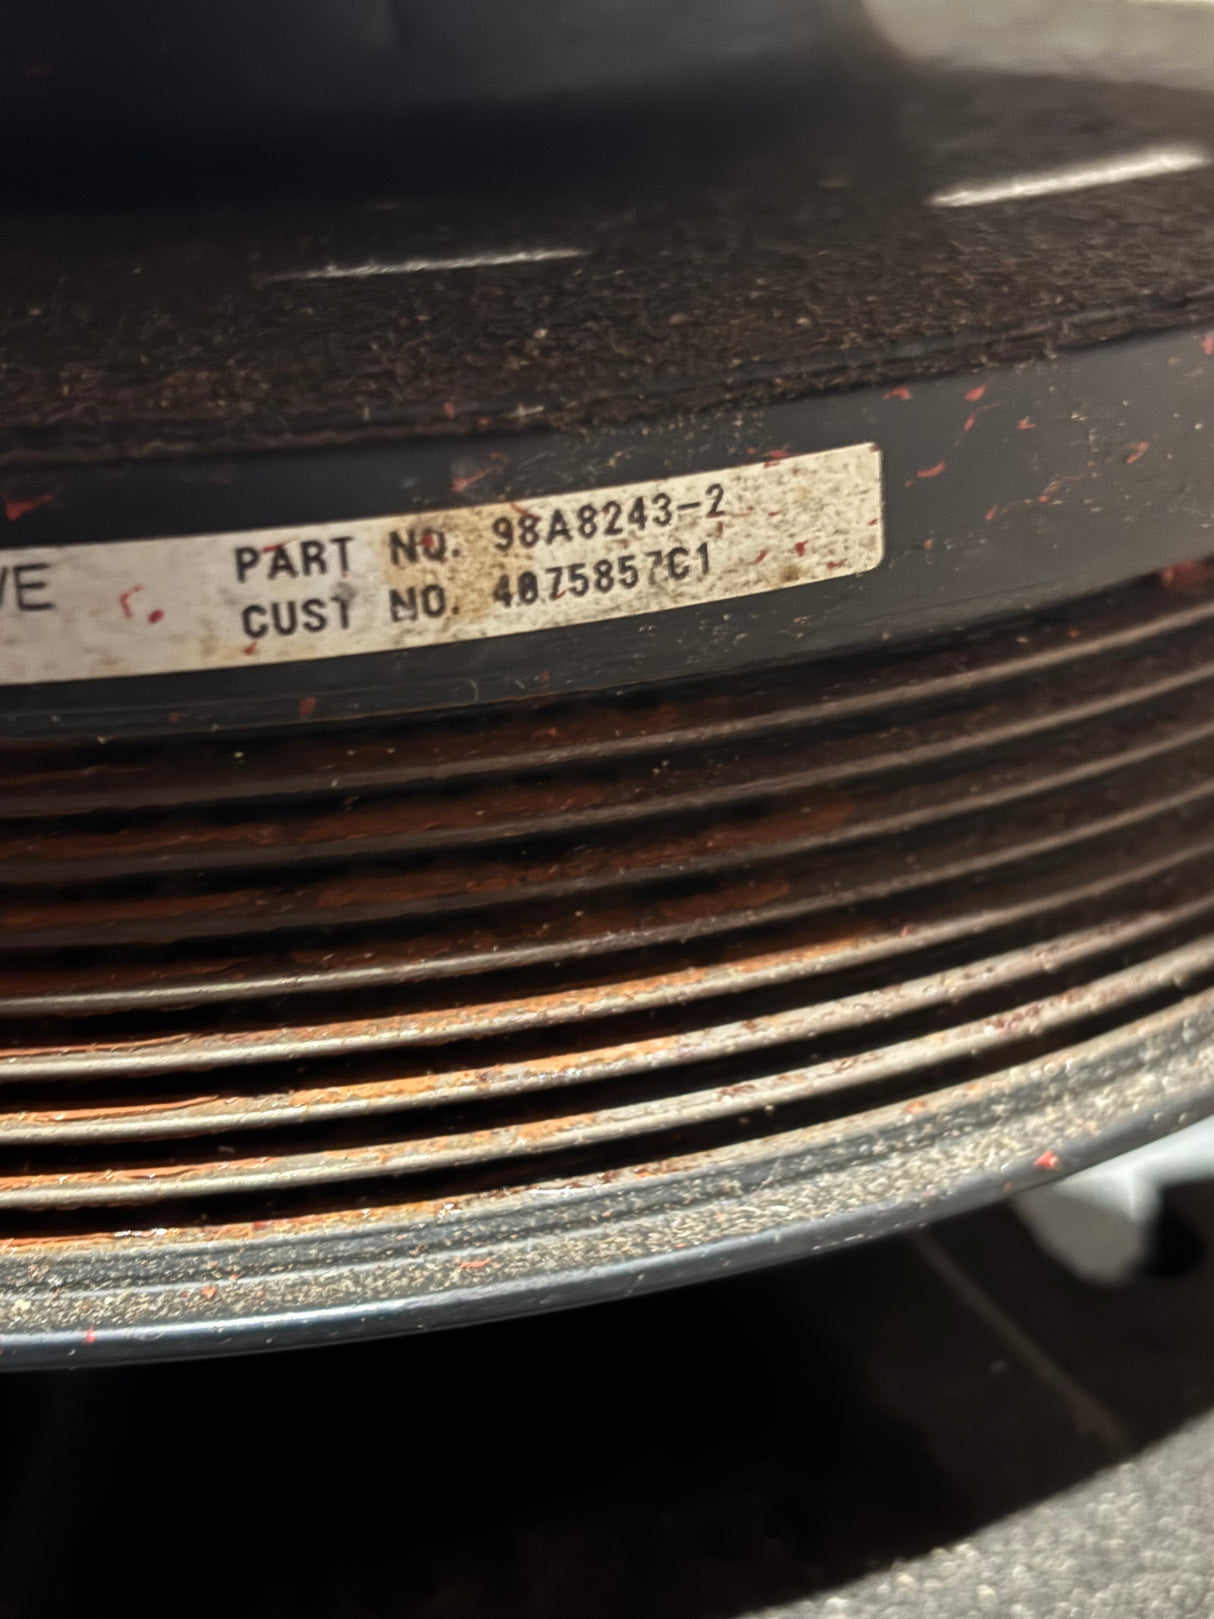 VE
PART NO. 98A8243-2
CUST NO. 4075857C1